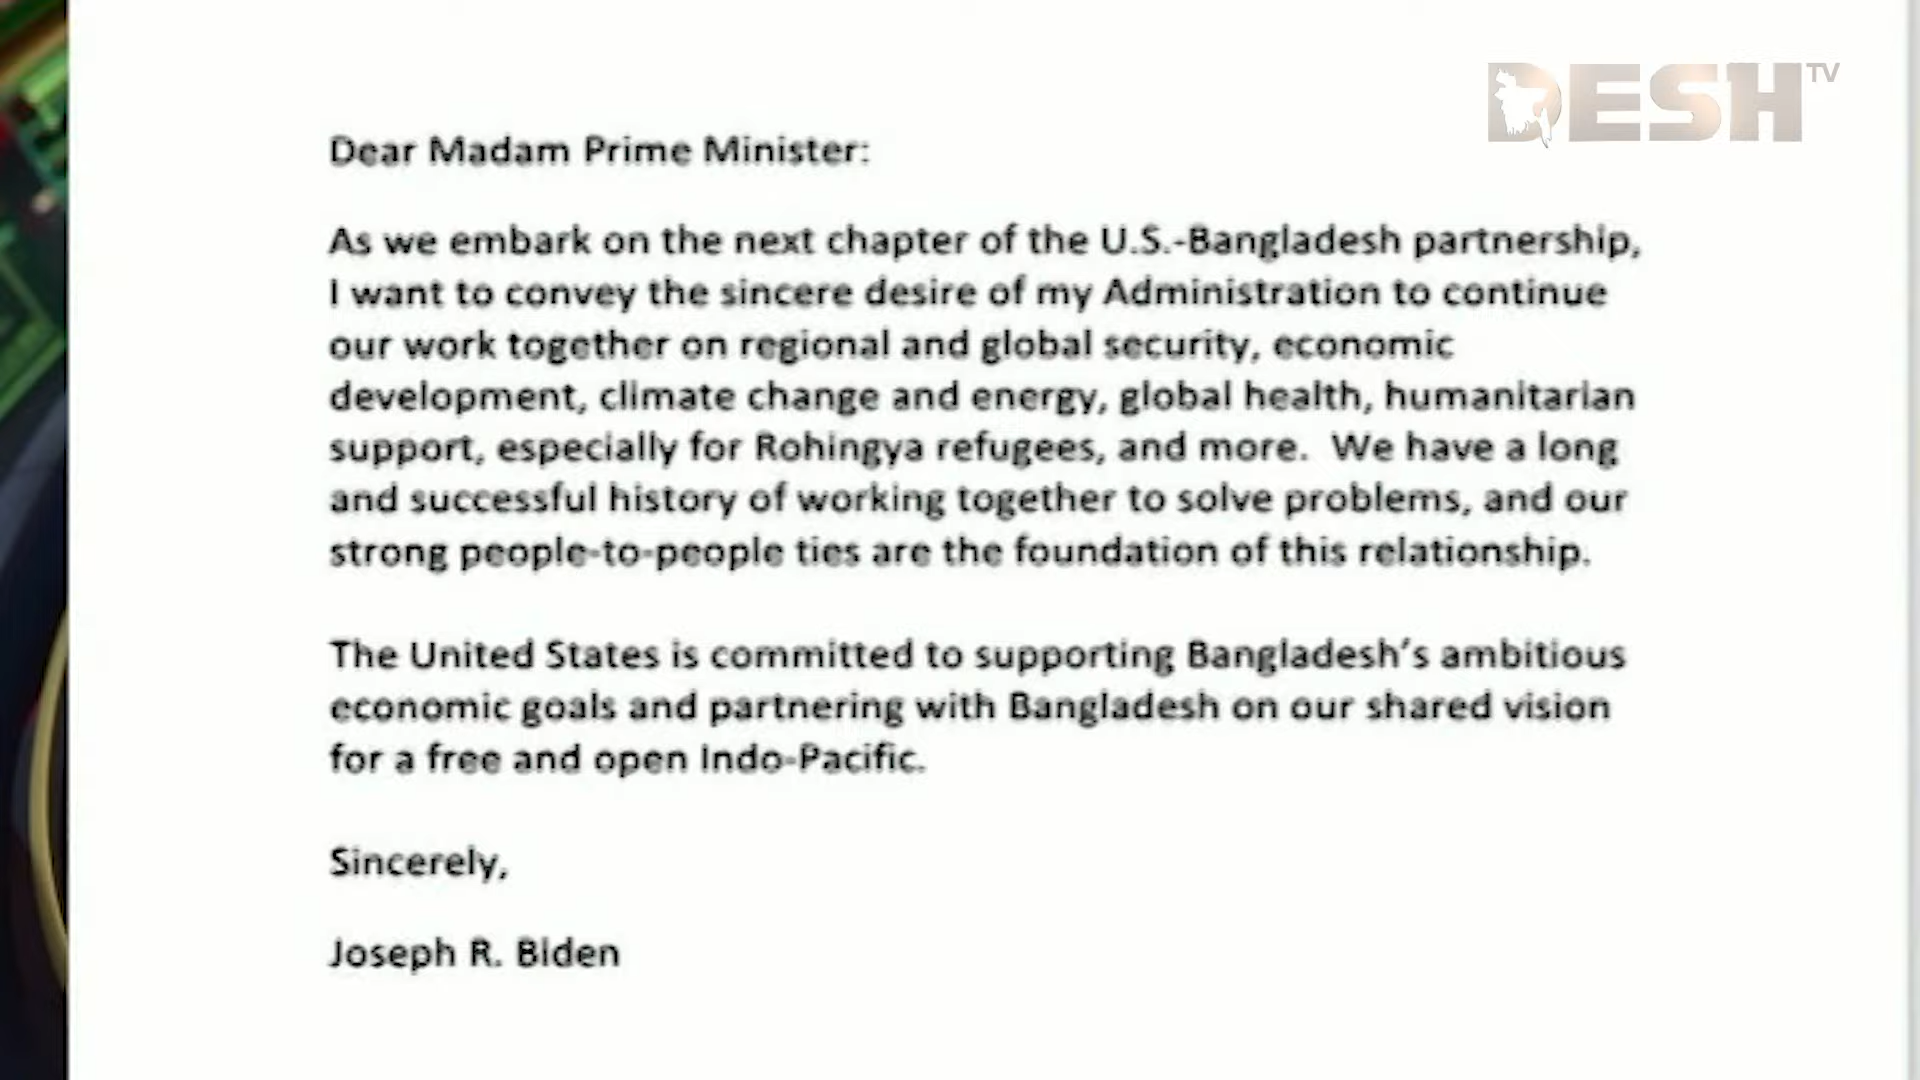 DESH TV
Dear Madam Prime Minister:
As we embark on the next chapter of the U.S.-Bangladesh partnership,
I want to convey the sincere desire of my Administration to continue
our work together on regional and global security, economic
development, climate change and energy, global health, humanitarian
support, especially for Rohingya refugees, and more.  We have a long
and successful history of working together to solve problems, and our
strong people-to-people ties are the foundation of this relationship.
The United States is committed to supporting Bangladesh’s ambitious
economic goals and partnering with Bangladesh on our shared vision
for a free and open Indo-Pacific.
Sincerely,
Joseph R. Biden